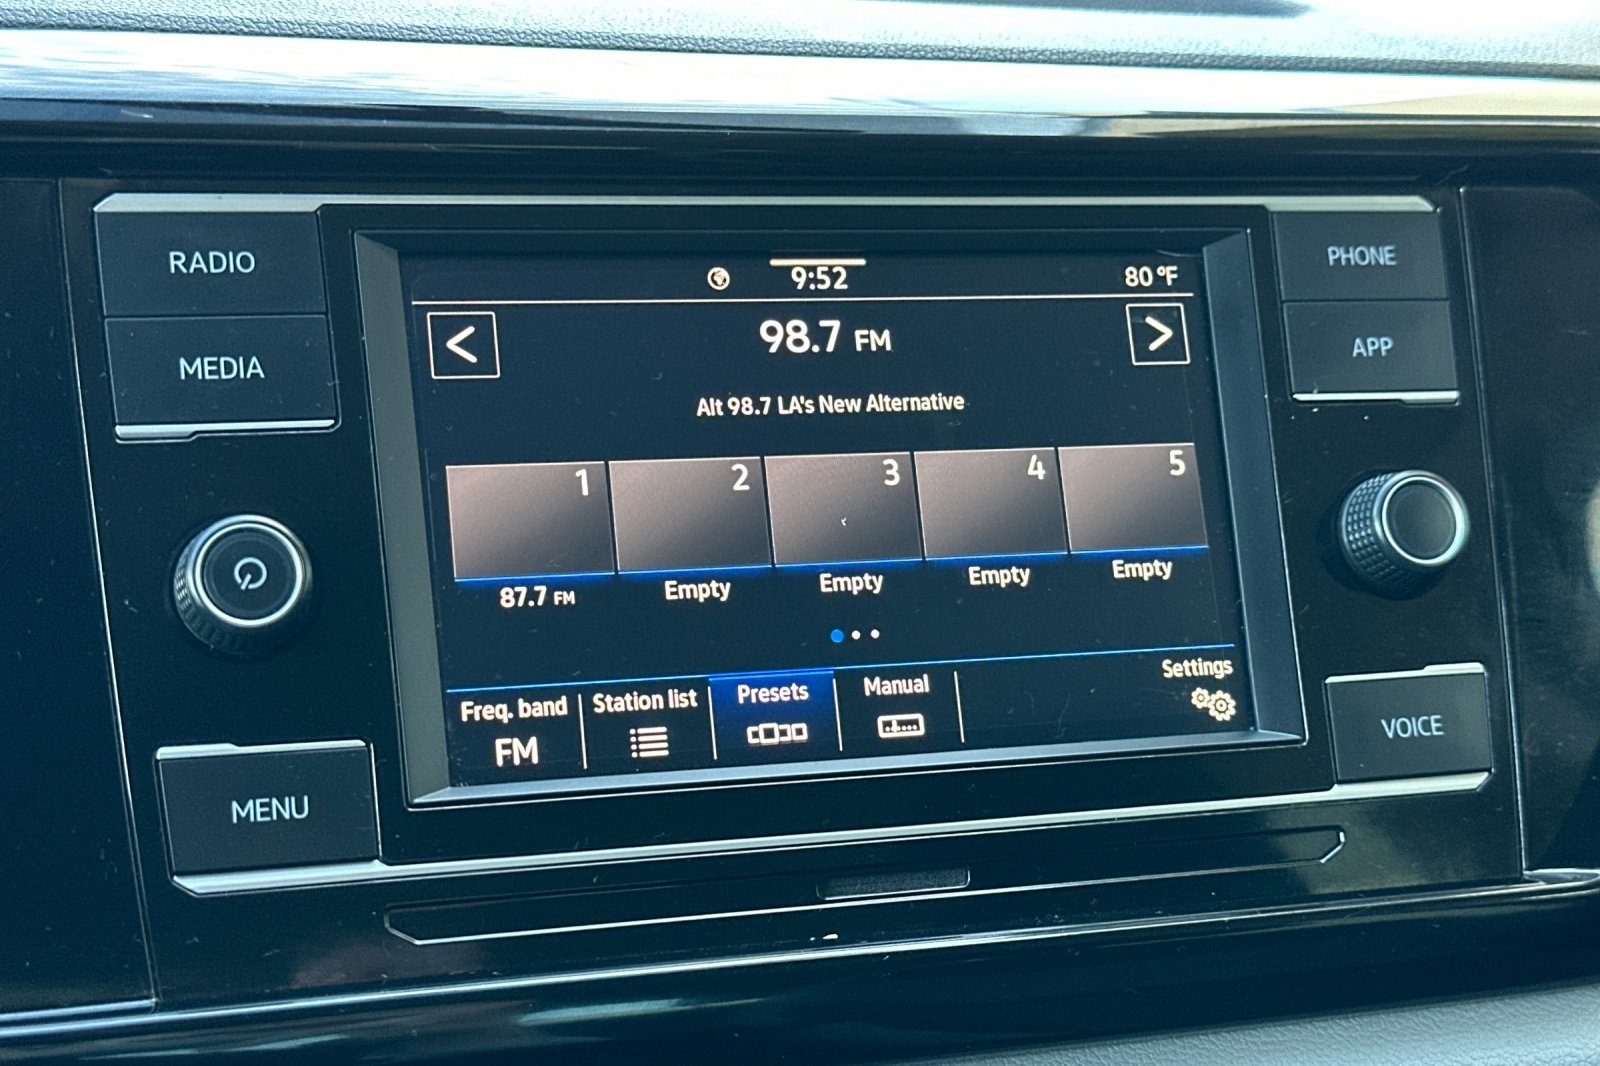 RADIO
MEDIA
MENU
9:52
80°F
<
98.7 FM
>
Alt 98.7 LA's New Alternative
1
2
3
4
5
87.7 FM
Empty
Empty
Empty
Empty
Freq. band
FM
Station list
Presets
Manual
Settings
PHONE
APP
VOICE